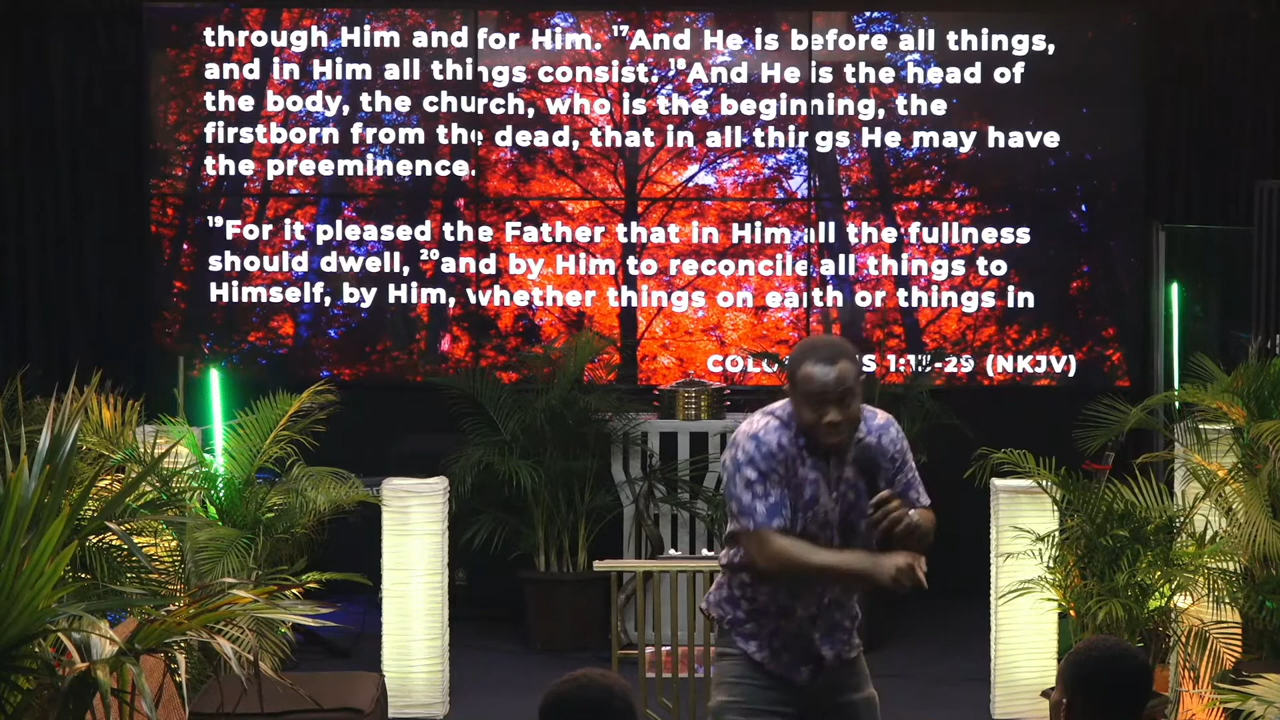 through Him and for Him. ¹⁷And He is before all things,
and in Him all things consist. ¹⁸And He is the head of
the body, the church, who is the beginning, the
firstborn from the dead, that in all things He may have
the preeminence.
¹⁹For it pleased the Father that in Him all the fullness
should dwell, ²⁰and by Him to reconcile all things to
Himself, by Him, whether things on earth or things in
(NKJV)